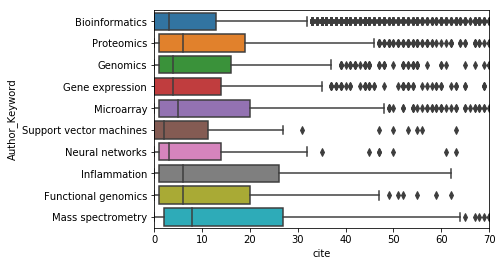 Author_Keyword
Bioinformatics
Proteomics
Genomics
Gene expression
Microarray
Support vector machines
Neural networks
Inflammation
Functional genomics
Mass spectrometry
0 10 20 30 40 50 60 70
cite